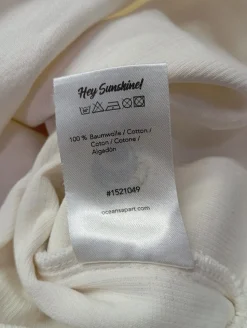 Hey Sunshine!
100 % Baumwolle / Cotton /
Coton / Cotone /
Algodón
#1521049
oceansapart.com